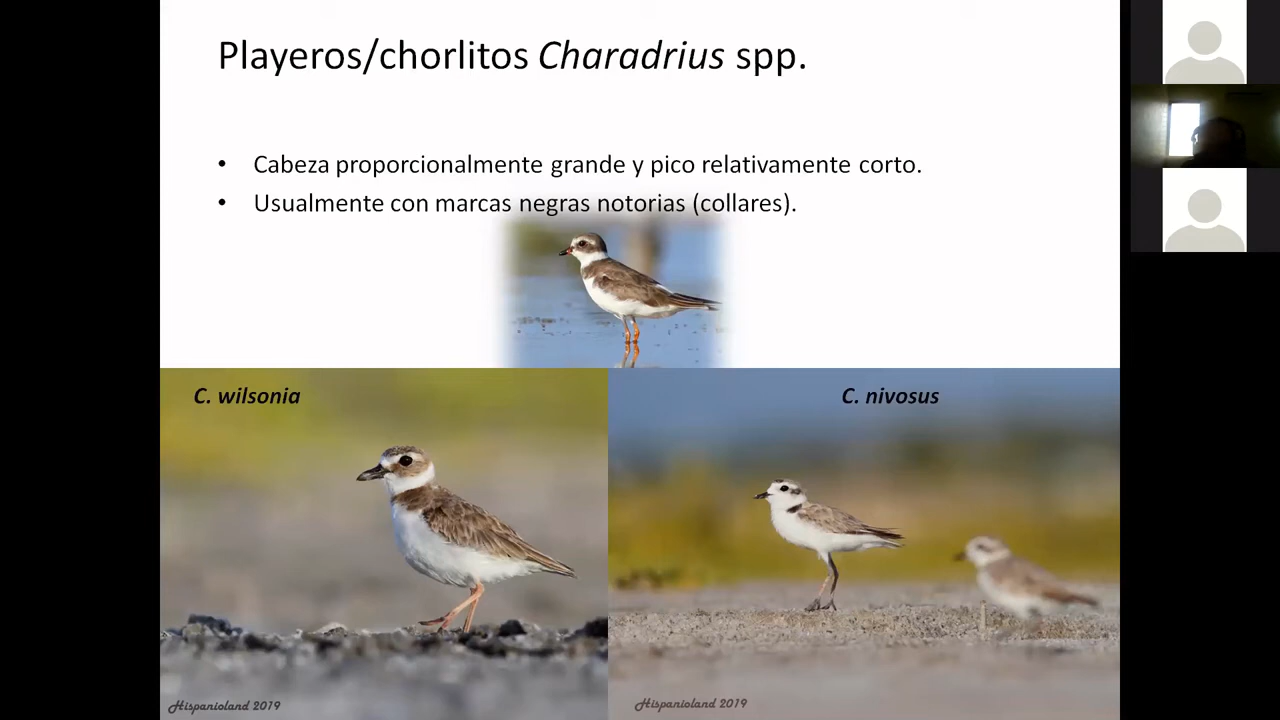 Playeros/chorlitos Charadrius spp.
• Cabeza proporcionalmente grande y pico relativamente corto.
• Usualmente con marcas negras notorias (collares).
C. wilsonia
C. nivosus
Hispanioland 2019
Hispanioland 2019